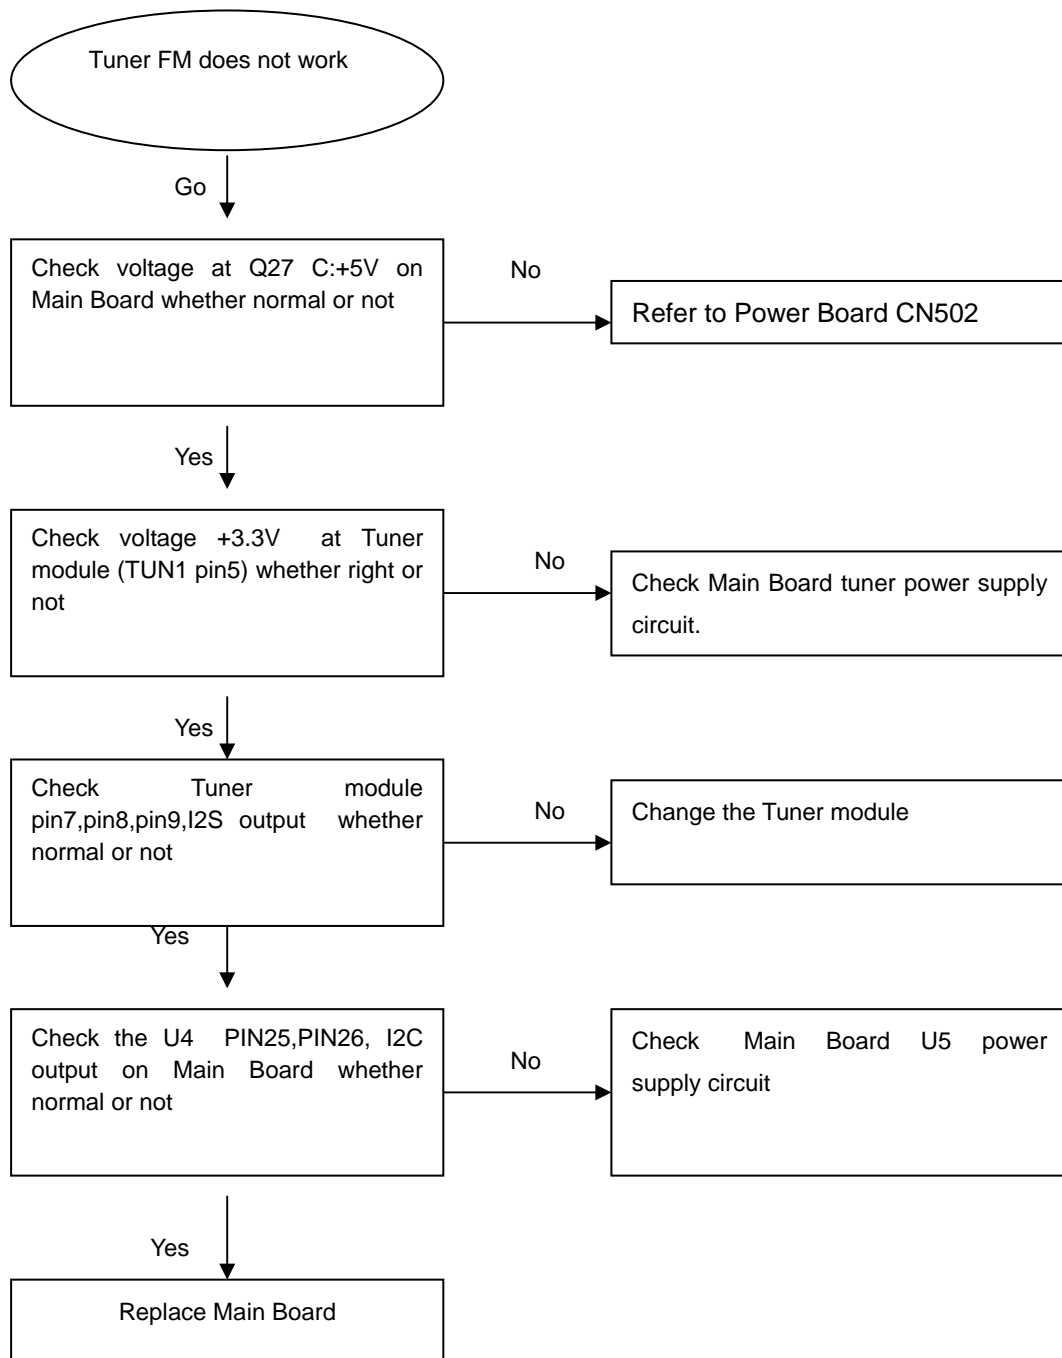 Tuner FM does not work
Go
Check voltage at Q27 C:+5V on
Main Board whether normal or not
No
Refer to Power Board CN502
Yes
Check voltage +3.3V at Tuner
module (TUN1 pin5) whether right or
not
No
Check Main Board tuner power supply
circuit.
Yes
Check Tuner module
pin7,pin8,pin9,I2S output whether
normal or not
No
Change the Tuner module
Yes
Check the U4 PIN25,PIN26, I2C
output on Main Board whether
normal or not
No
Check Main Board U5 power
supply circuit
Yes
Replace Main Board